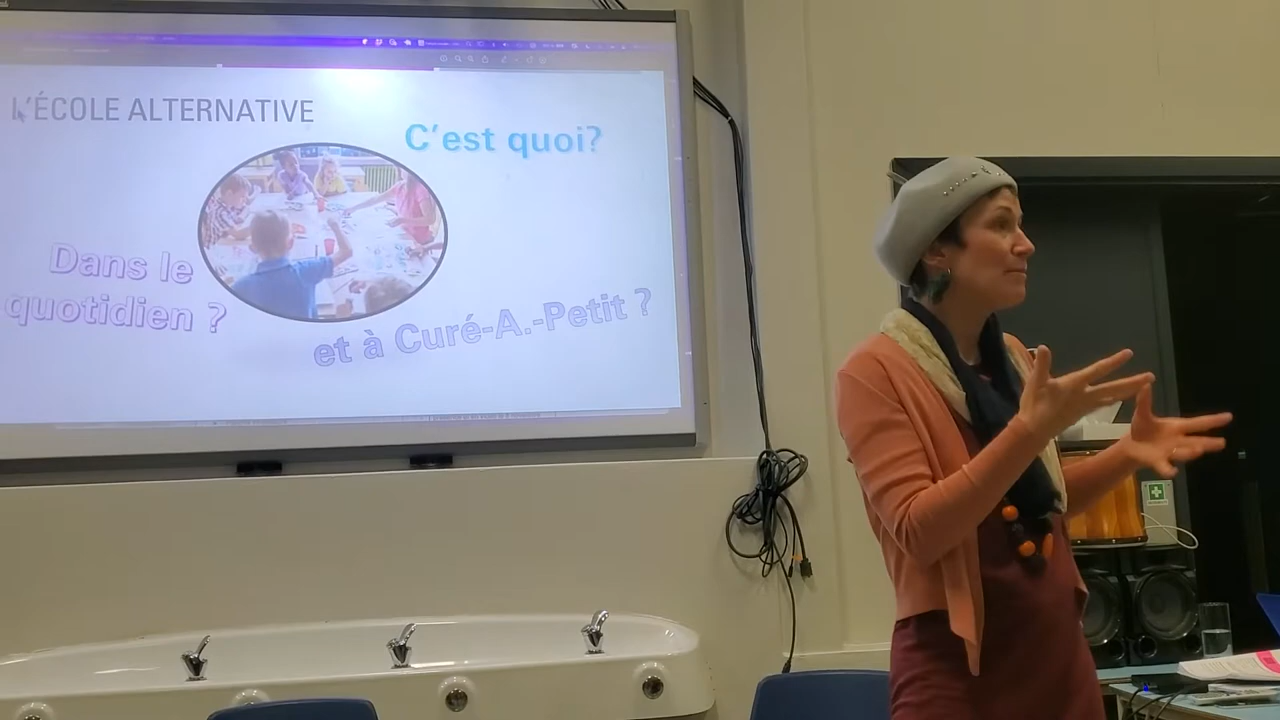 L'ÉCOLE ALTERNATIVE
C'est quoi?
Dans le
quotidien ?
et à Curé-A.-Petit ?